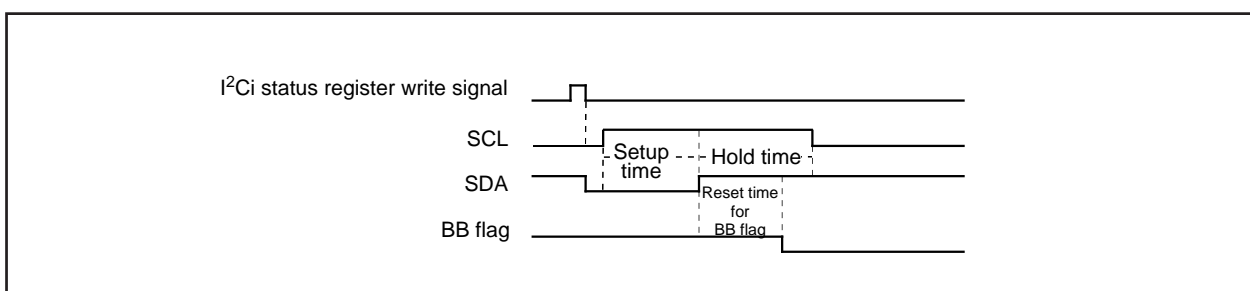 I²Ci status register write signal
SCL
Setup
time
Hold time
SDA
Reset time
for
BB flag
BB flag